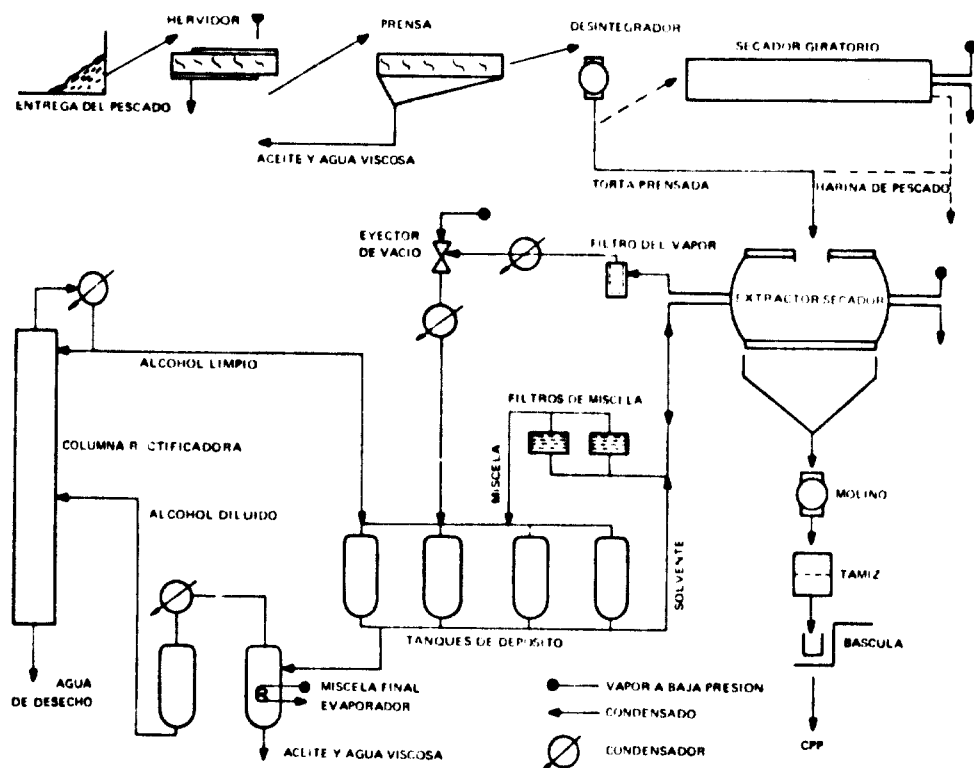 HERVIDOR
PRENSA
DESINTEGRADOR
SECADOR GIRATORIO
ENTREGA DEL PESCADO
ACEITE Y AGUA VISCOSA
TORTA PRENSADA
HARINA DE PESCADO
EYECTOR
DE VACIO
FILTRO DEL VAPOR
EXTRACTOR SECADOR
ALCOHOL LIMPIO
FILTROS DE MISCELA
COLUMNA R CTIFICADORA
MISCELA
MOLINO
ALCOHOL DILUIDO
SOLVENTE
TAMIZ
TANQUES DE DEPOSITO
BASCULA
AGUA
DE DESECHO
MISCELA FINAL
EVAPORADOR
VAPOR A BAJA PRESION
CONDENSADO
ACEITE Y AGUA VISCOSA
CONDENSADOR
CPP